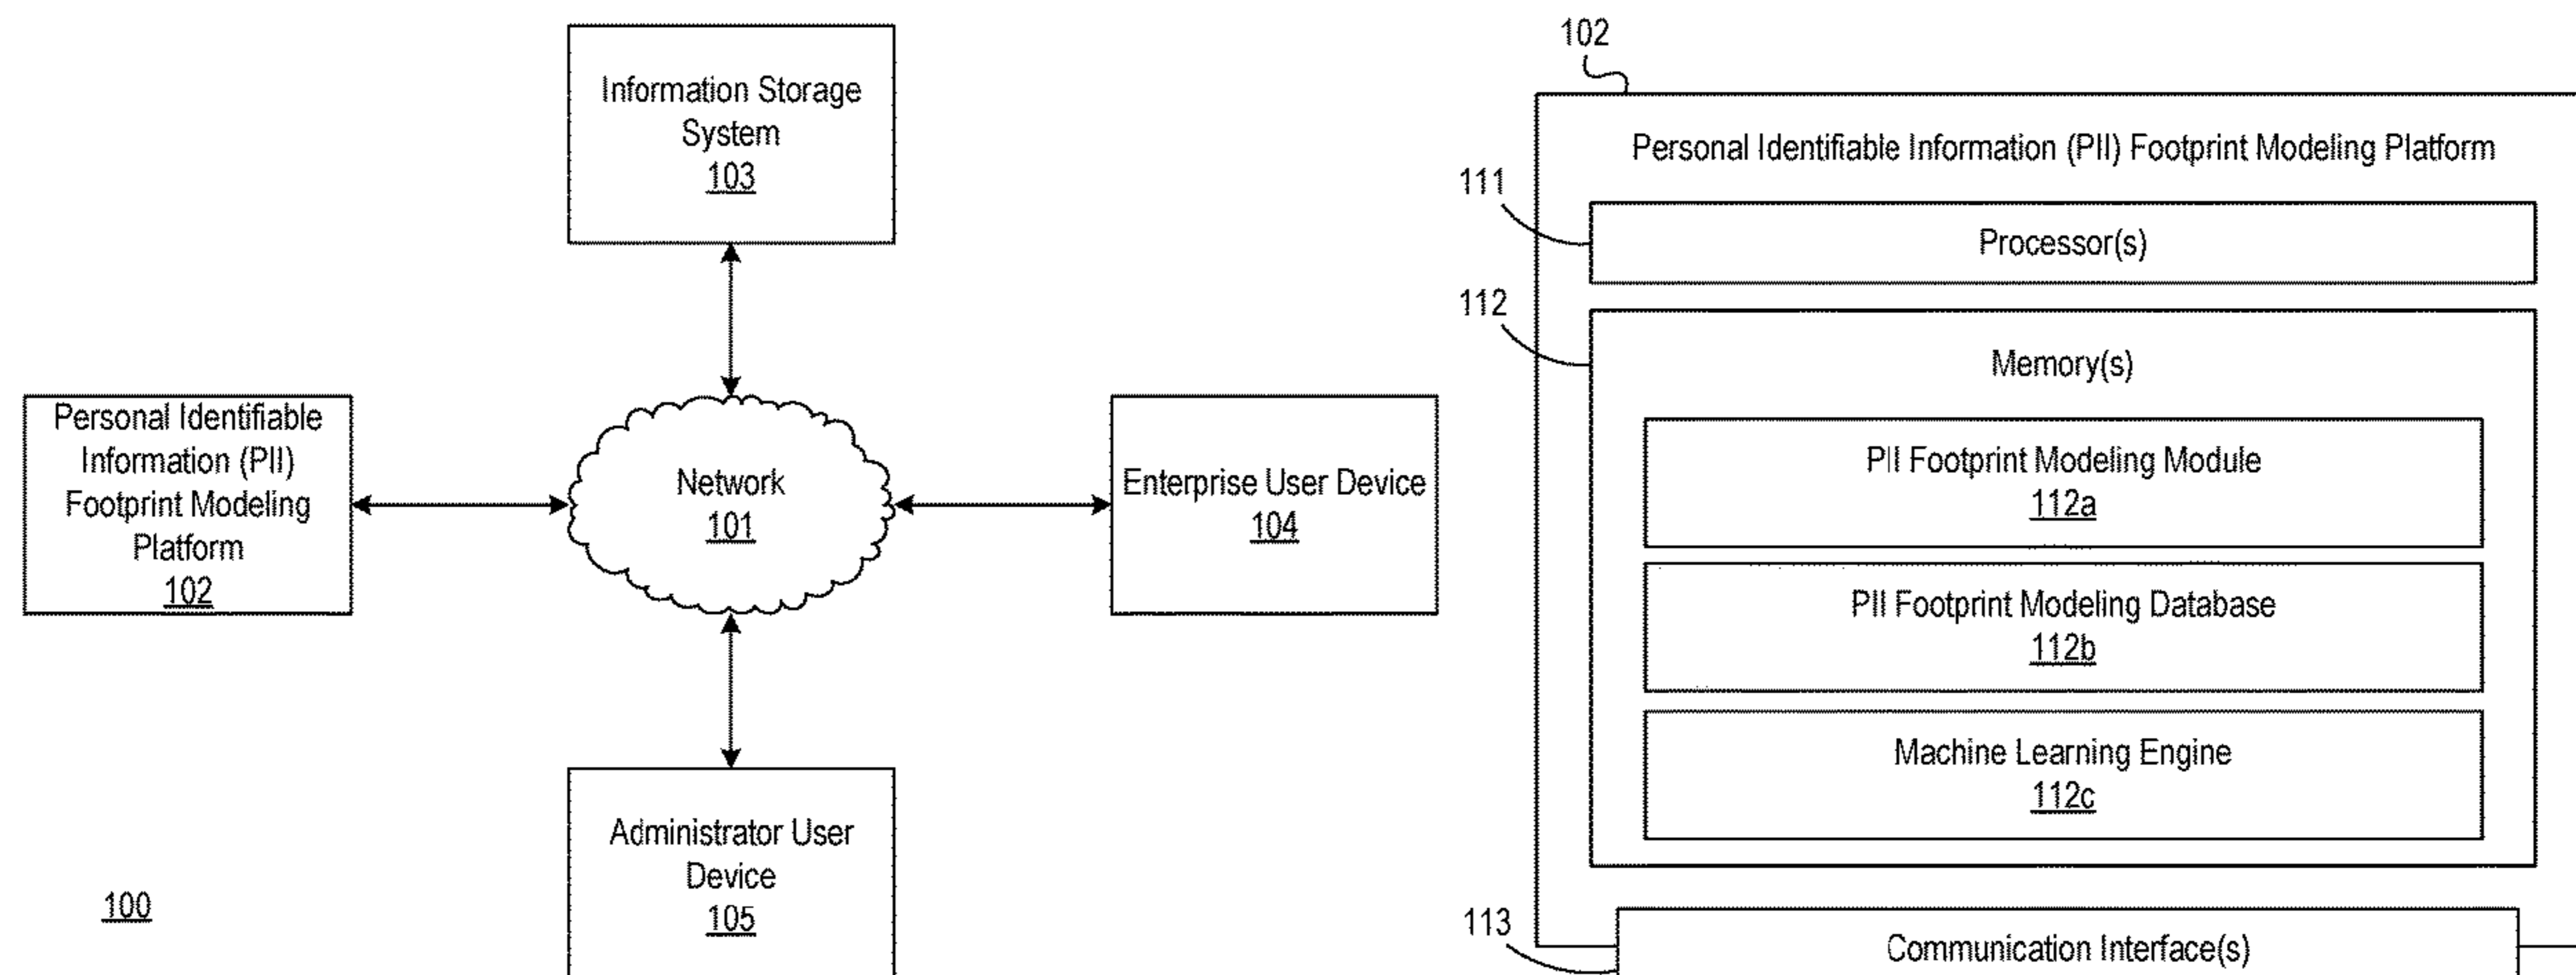 Information Storage
System
103
Personal Identifiable
Information (PII)
Footprint Modeling
Platform
102
Network
101
Enterprise User Device
104
Administrator User
Device
105
100
102
Personal Identifiable Information (PII) Footprint Modeling Platform
111
Processor(s)
112
Memory(s)
PII Footprint Modeling Module
112a
PII Footprint Modeling Database
112b
Machine Learning Engine
112c
113
Communication Interface(s)